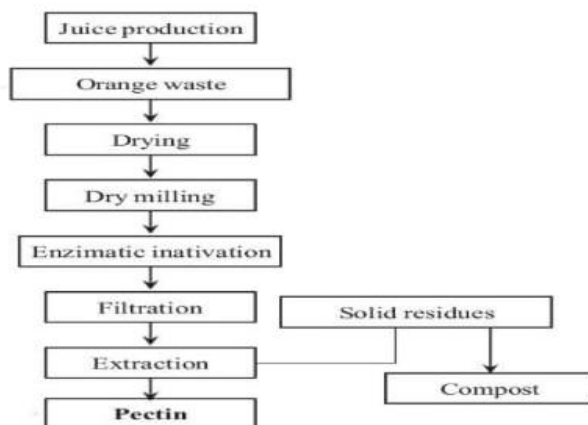 Juice production
Orange waste
Drying
Dry milling
Enzimatic inativation
Filtration
Solid residues
Extraction
Compost
Pectin